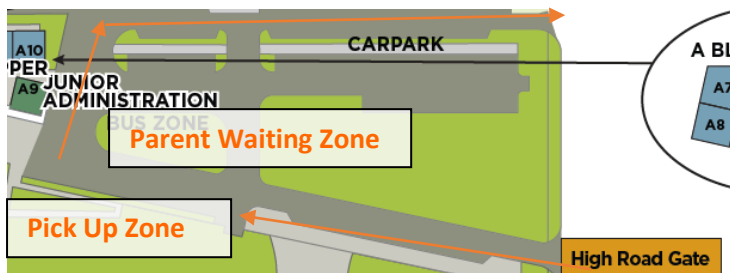 CARPARK
A10
PPER
A9
JUNIOR
ADMINISTRATION
BUS ZONE
Parent Waiting Zone
Pick Up Zone
High Road Gate
A BL
A7
A8